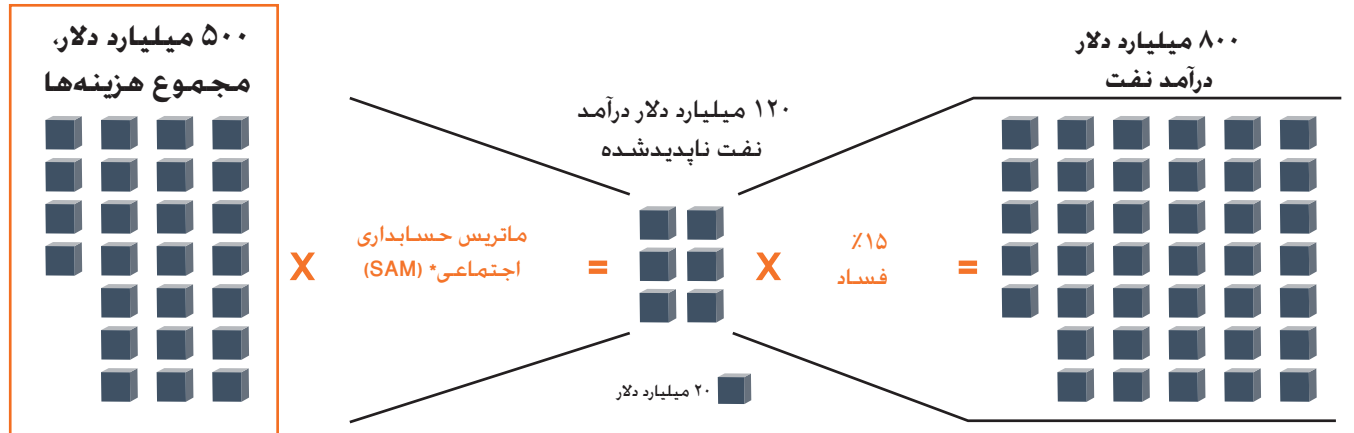 ۸۰۰ میلیارد دلار
درآمد نفت
=
٪۱۵
فساد
X
۱۲۰ میلیارد دلار درآمد
نفت ناپدیدشده
=
ماتریس حسابداری
اجتماعی* (SAM)
X
۵۰۰ میلیارد دلار،
مجموع هزینه‌ها
۲۰ میلیارد دلار